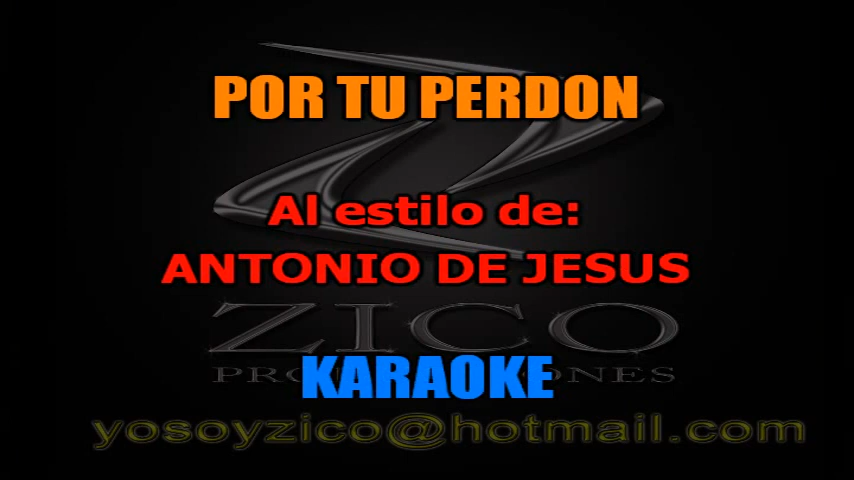 POR TU PERDON
Al estilo de:
ANTONIO DE JESUS
ZICO
KARAOKE
yosoyzico@hotmail.com